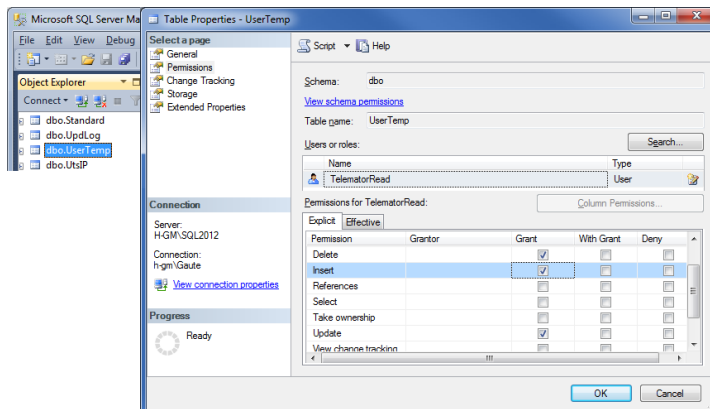 Microsoft SQL Server Ma
File Edit View Debug
Object Explorer
Connect
dbo.Standard
dbo.UpdLog
dbo.UserTemp
dbo.UtsIP
Table Properties - UserTemp
Select a page
General
Permissions
Change Tracking
Storage
Extended Properties
Connection
Server:
H-GM\SQL2012
Connection:
h-gm\Gaute
View connection properties
Progress
Ready
Script Help
Schema: dbo
View schema permissions
Table name: UserTemp
Users or roles: Search...
Name Type
TelematorRead User
Permissions for TelematorRead: Column Permissions...
Explicit Effective
Permission Grantor Grant With Grant Deny
Delete
Insert
References
Select
Take ownership
Update
View change tracking
OK Cancel